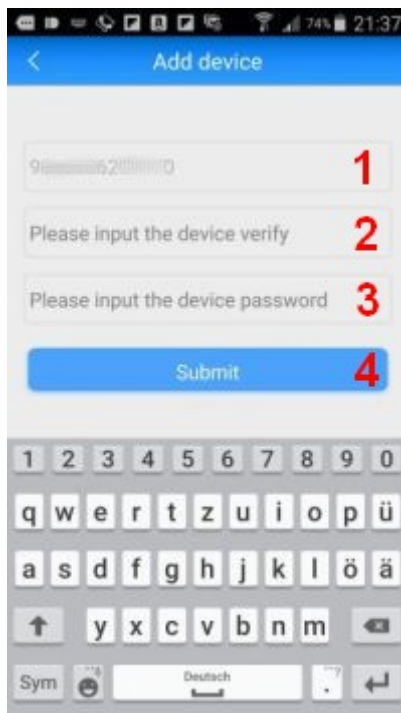 74% 21:37
Add device
1
Please input the device verify 2
Please input the device password 3
Submit 4
1 2 3 4 5 6 7 8 9 0
q w e r t z u i o p ü
a s d f g h j k l ö ä
y x c v b n m
Sym Deutsch .